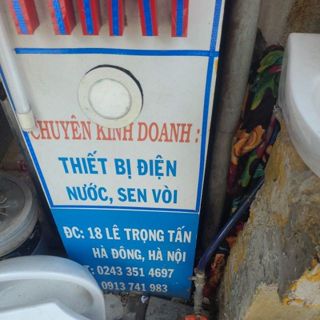 CHUYÊN KINH DOANH :
THIẾT BỊ ĐIỆN
NƯỚC, SEN VÒI
ĐC: 18 LÊ TRỌNG TẤN
HÀ ĐÔNG, HÀ NỘI
T: 0243 351 4697
0913 741 983